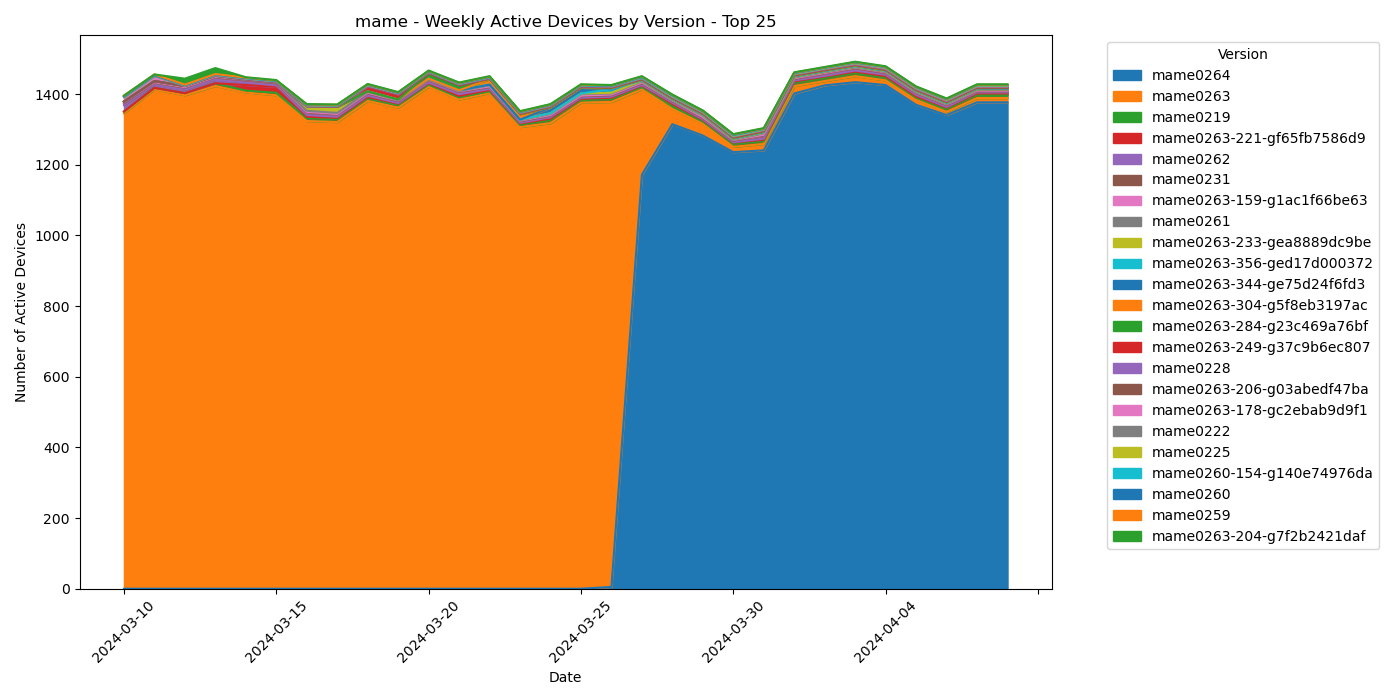 mame - Weekly Active Devices by Version - Top 25
Number of Active Devices
1400
1200
1000
800
600
400
200
0
2024-03-10
2024-03-15
2024-03-20
2024-03-25
2024-03-30
2024-04-04
Date
Version
mame0264
mame0263
mame0219
mame0263-221-gf65fb7586d9
mame0262
mame0231
mame0263-159-g1ac1f66be63
mame0261
mame0263-233-gea8889dc9be
mame0263-356-ged17d000372
mame0263-344-ge75d24f6fd3
mame0263-304-g5f8eb3197ac
mame0263-284-g23c469a76bf
mame0263-249-g37c9b6ec807
mame0228
mame0263-206-g03abedf47ba
mame0263-178-gc2ebab9d9f1
mame0222
mame0225
mame0260-154-g140e74976da
mame0260
mame0259
mame0263-204-g7f2b2421daf